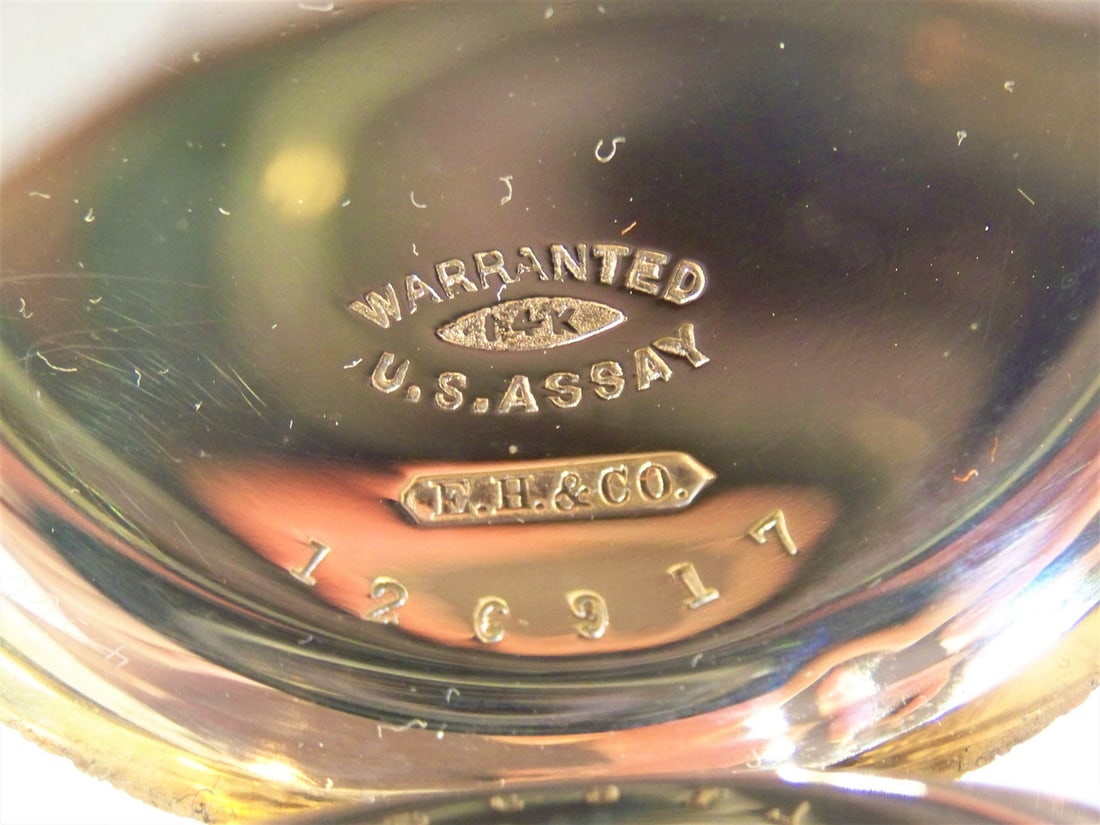 WARRANTED
14K
U.S. ASSAY
E.H. & CO.
126917